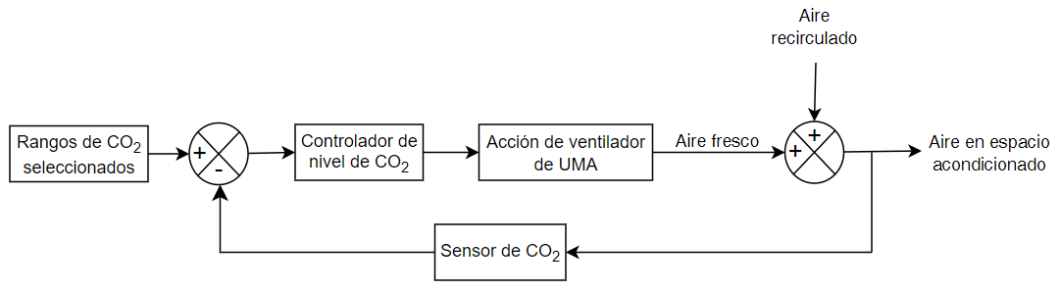 Aire
recirculado
Rangos de CO2
seleccionados
+
-
Controlador de
nivel de CO2
Acción de ventilador
de UMA
Aire fresco
+
+
Aire en espacio
acondicionado
Sensor de CO2